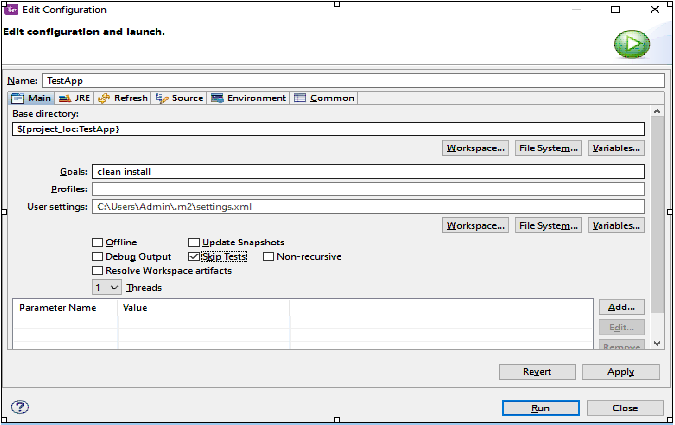 Edit Configuration
Edit configuration and launch.
Name: TestApp
Main JRE Refresh Source Environment Common
Base directory:
${project_loc:TestApp}
Workspace... File System... Variables...
Goals: clean install
Profiles:
User settings: C:\Users\Admin\.m2\settings.xml
Workspace... File System... Variables...
Offline Update Snapshots
Debug Output Skip Tests Non-recursive
Resolve Workspace artifacts
1 Threads
Parameter Name Value Add...
Edit...
Remove
Revert Apply
? Run Close